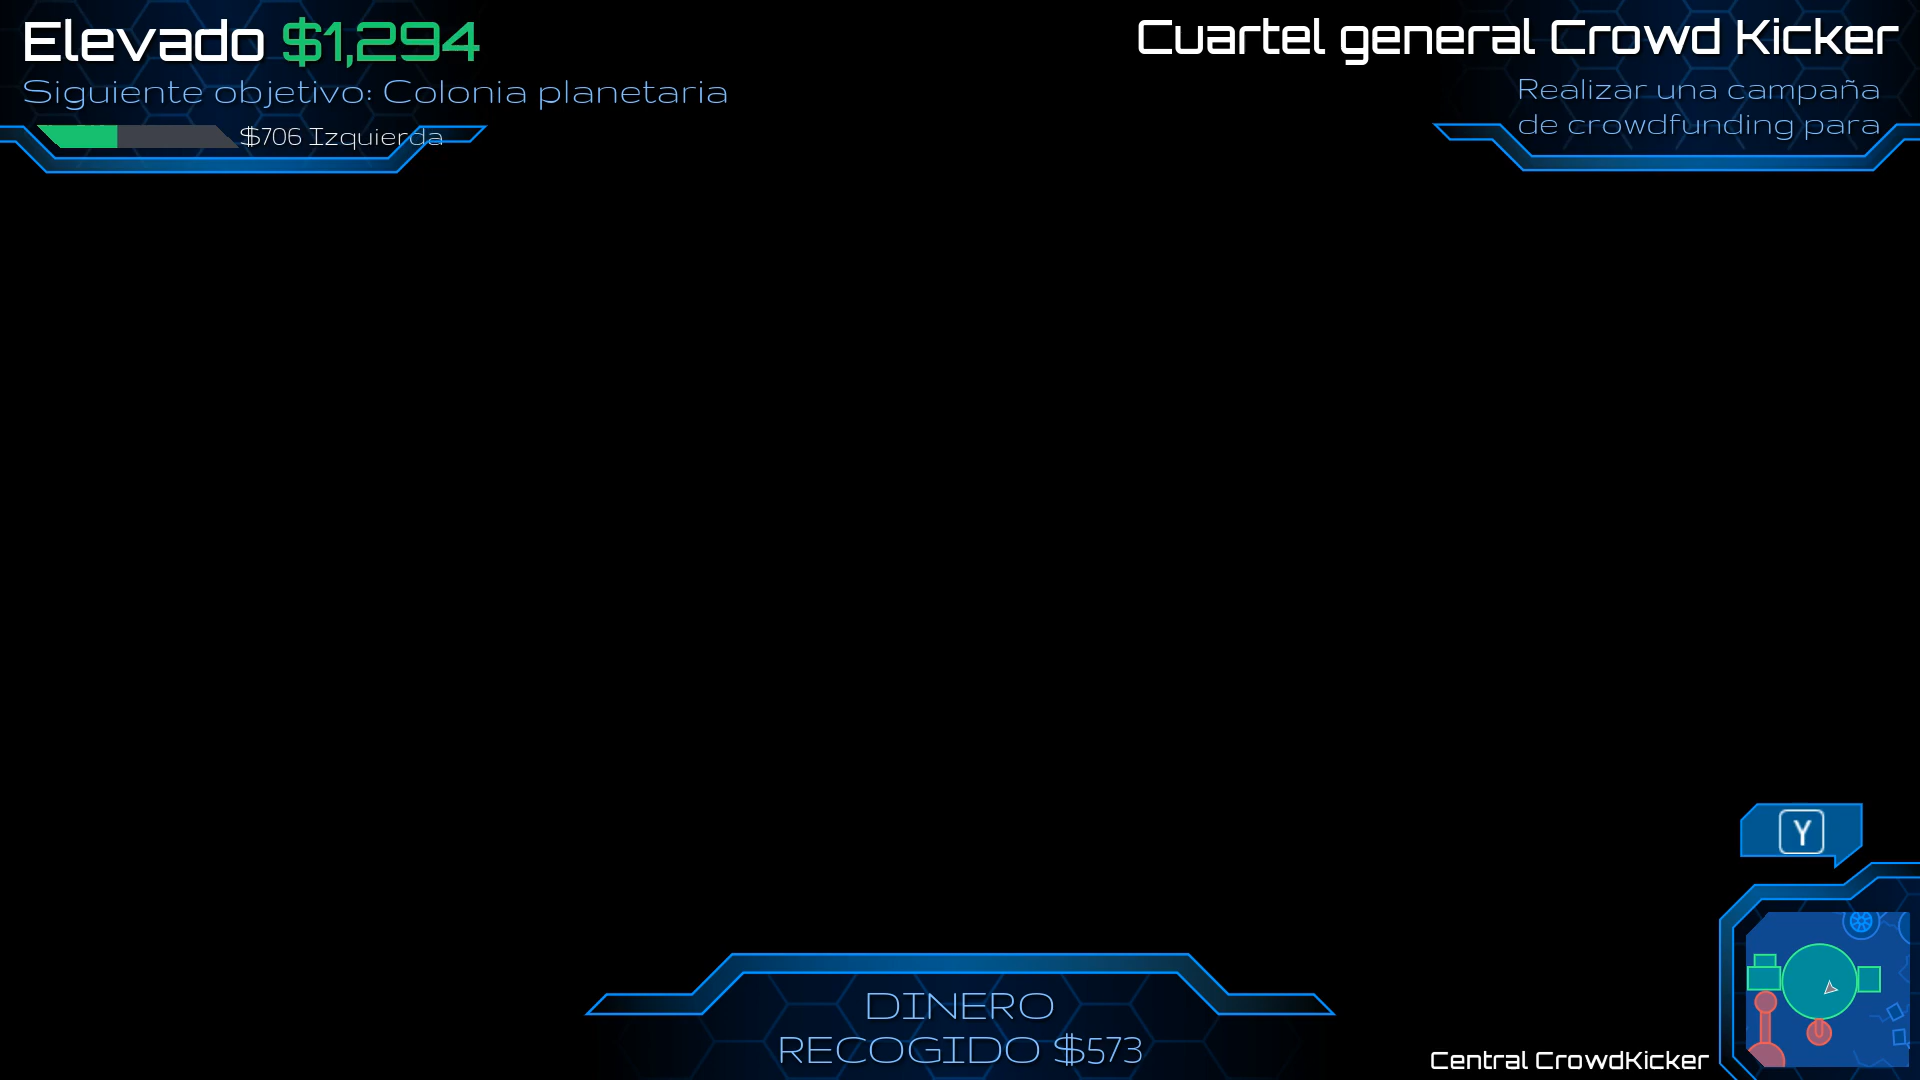 Elevado $1,294
Siguiente objetivo: Colonia planetaria
$706 Izquierda
Cuartel general Crowd Kicker
Realizar una campaña
de crowdfunding para
Y
DINERO
RECOGIDO $573
Central CrowdKicker